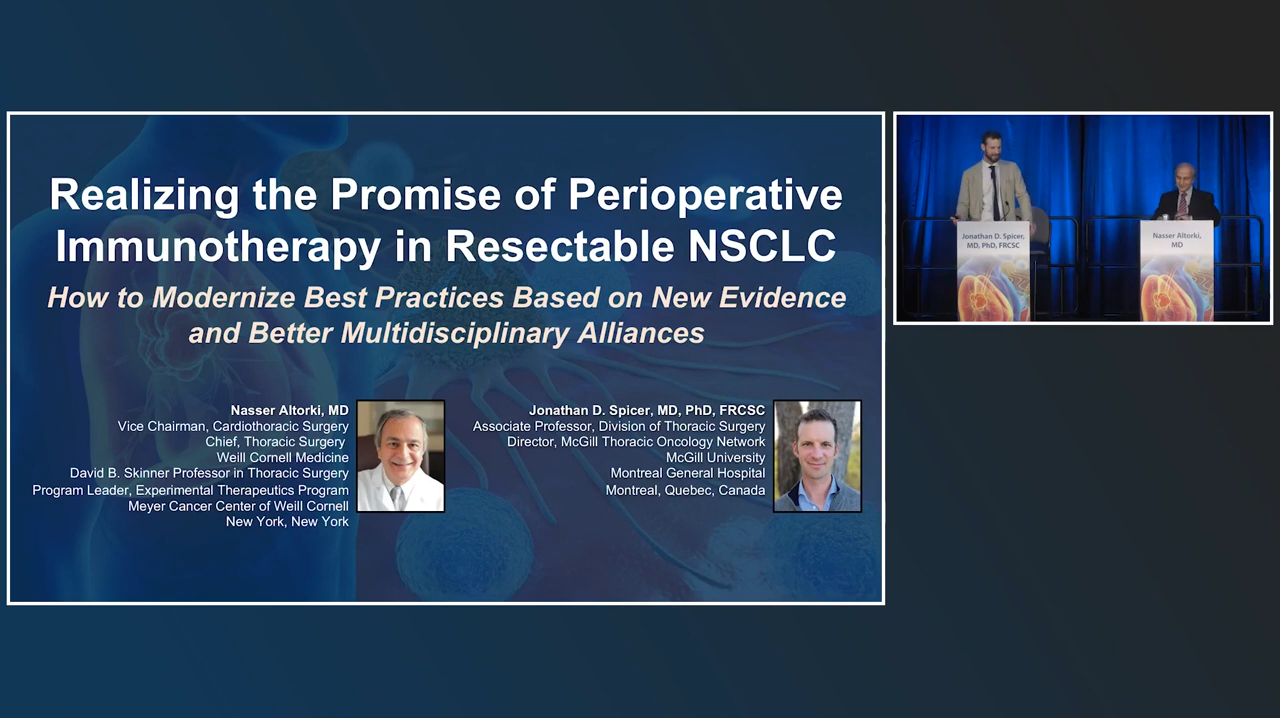 Realizing the Promise of Perioperative
Immunotherapy in Resectable NSCLC
How to Modernize Best Practices Based on New Evidence
and Better Multidisciplinary Alliances
Nasser Altorki, MD
Vice Chairman, Cardiothoracic Surgery
Chief, Thoracic Surgery
Weill Cornell Medicine
David B. Skinner Professor in Thoracic Surgery
Program Leader, Experimental Therapeutics Program
Meyer Cancer Center of Weill Cornell
New York, New York
Jonathan D. Spicer, MD, PhD, FRCSC
Associate Professor, Division of Thoracic Surgery
Director, McGill Thoracic Oncology Network
McGill University
Montreal General Hospital
Montreal, Quebec, Canada
Jonathan D. Spicer,
MD, PhD, FRCSC
Nasser Altorki,
MD